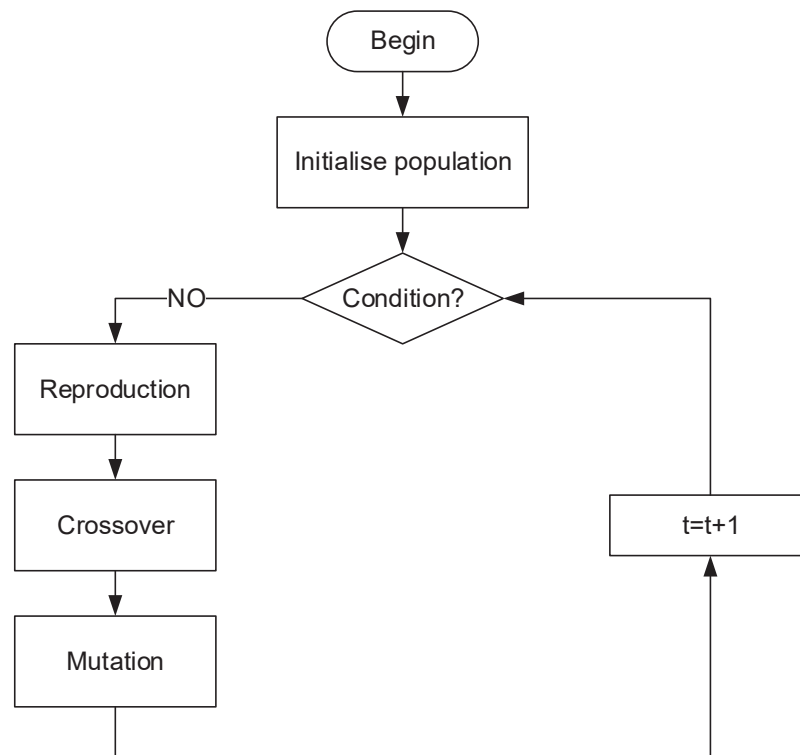 Begin
Initialise population
Condition?
NO
Reproduction
Crossover
t=t+1
Mutation